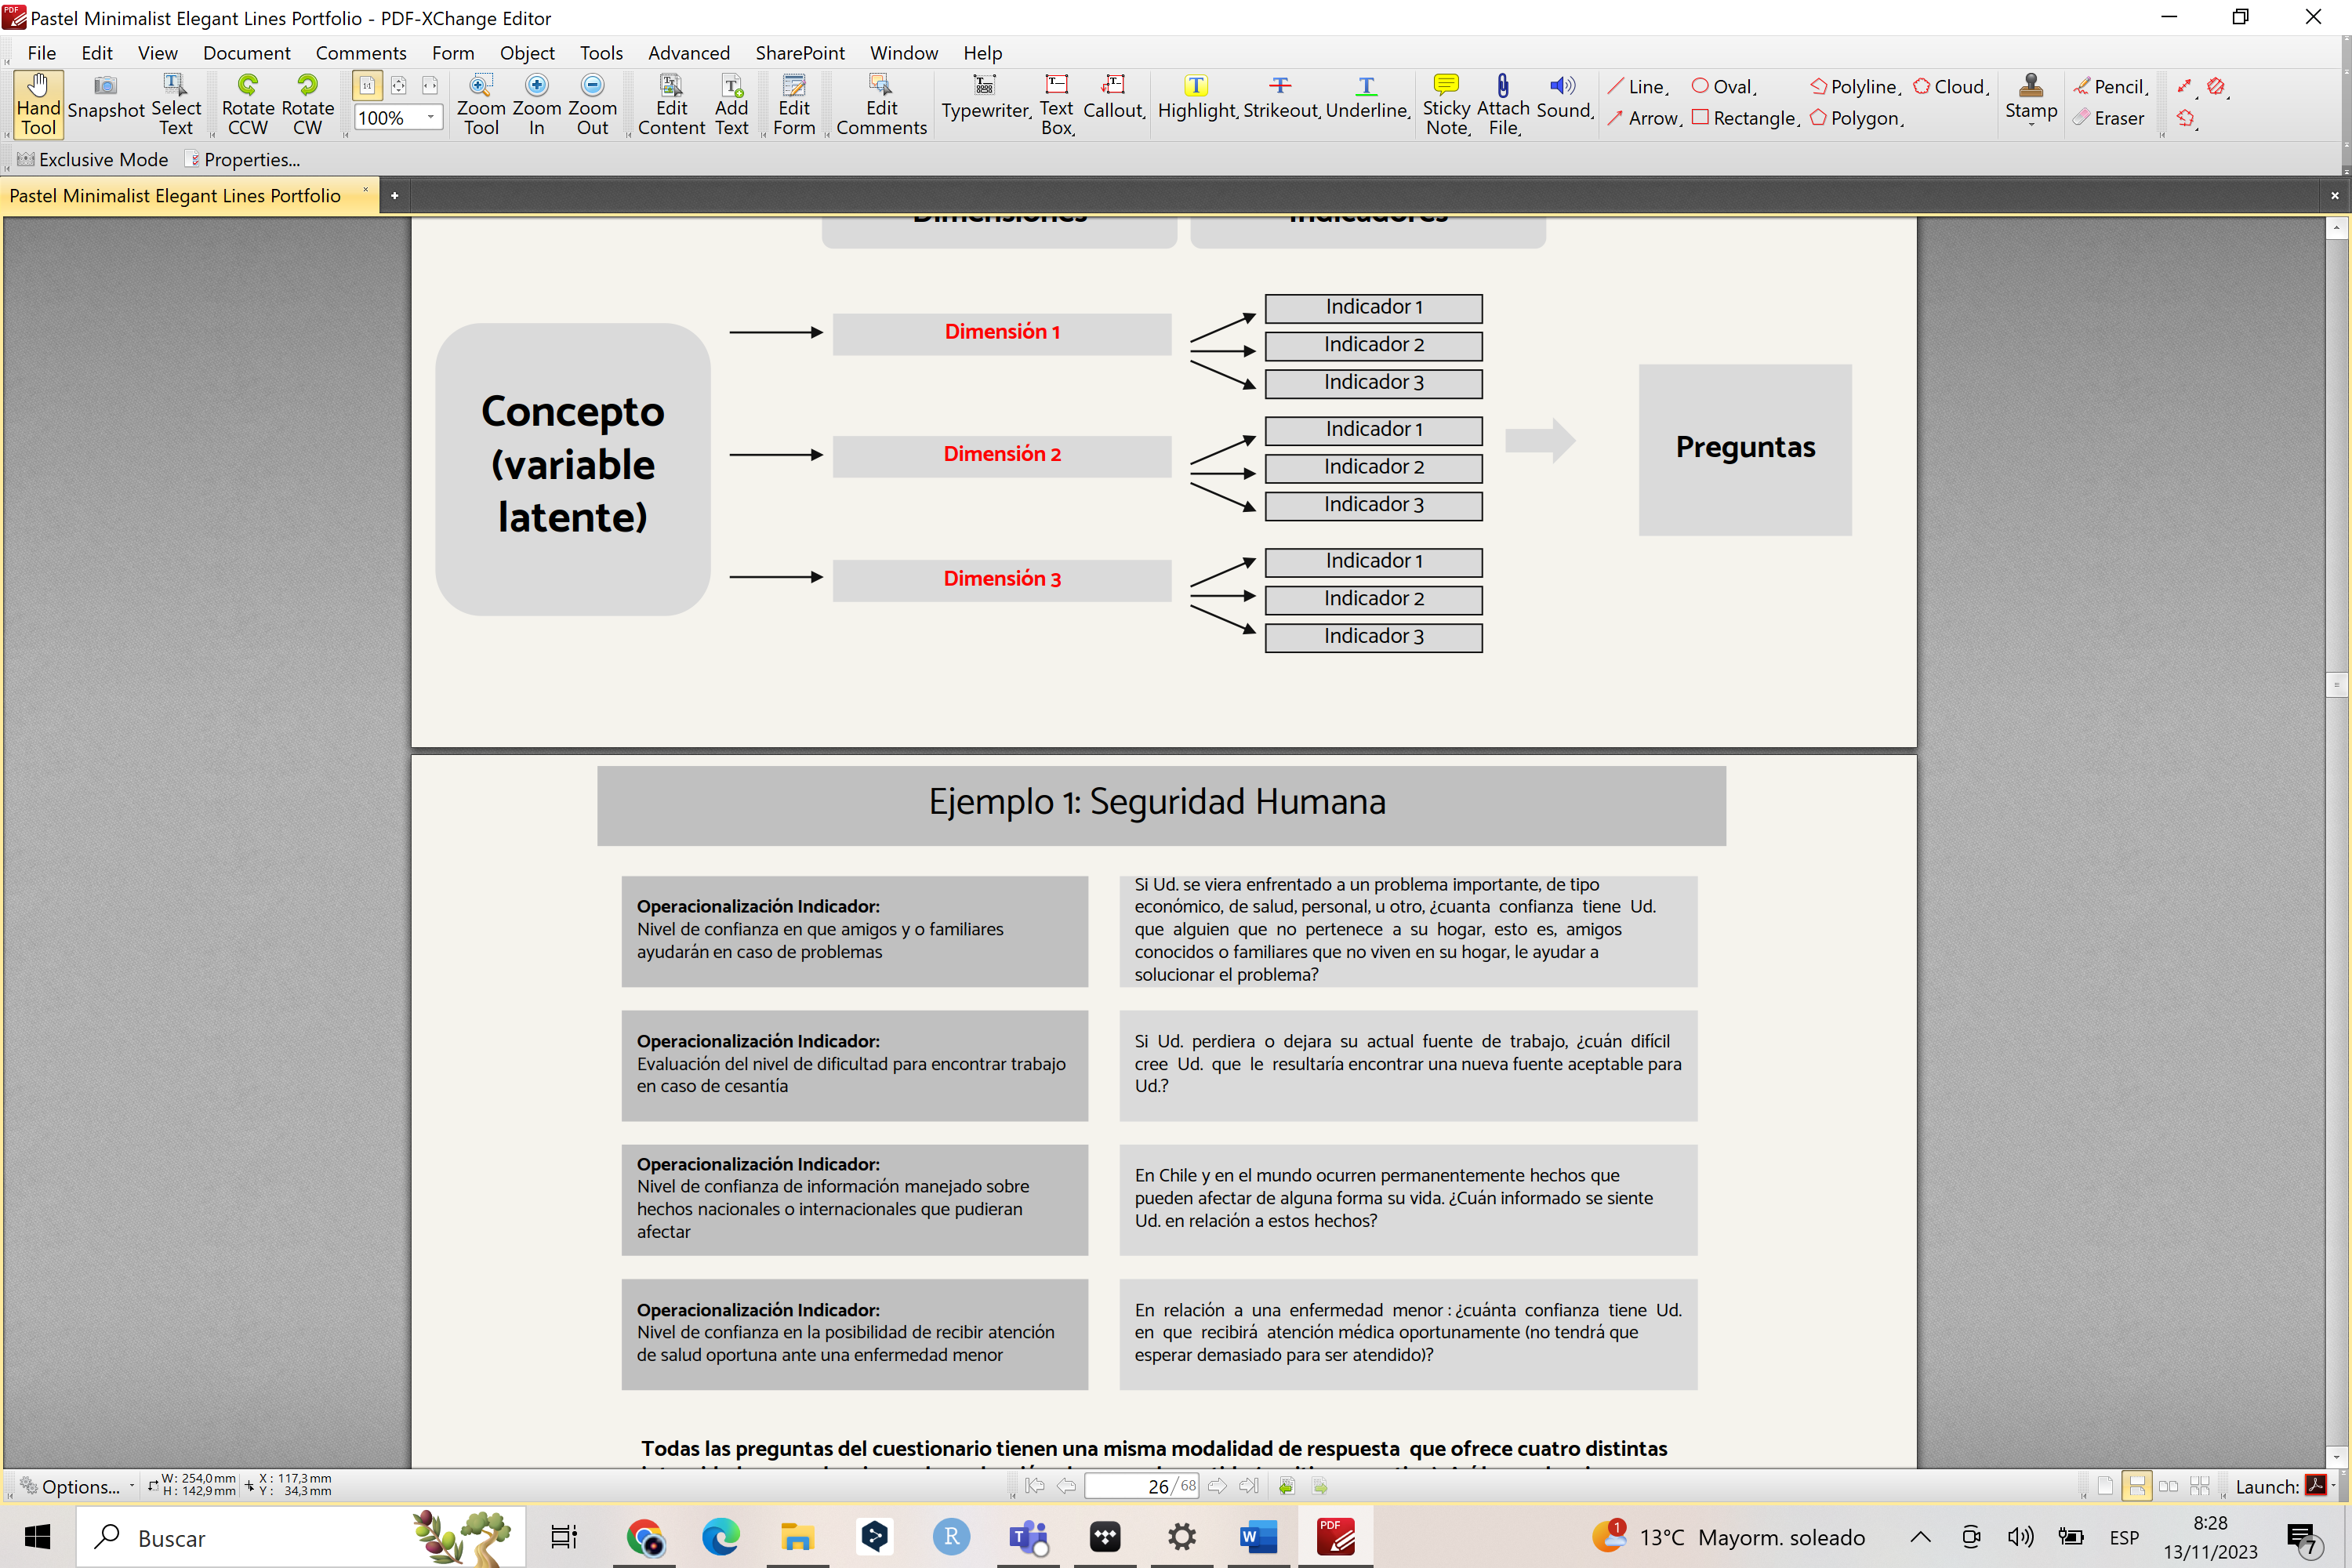 Pastel Minimalist Elegant Lines Portfolio - PDF-XChange Editor
File Edit View Document Comments Form Object Tools Advanced SharePoint Window Help
Hand Tool
Snapshot
Select Text
Rotate CCW
Rotate CW
100%
Zoom Tool
Zoom In
Zoom Out
Edit Content
Add Text
Edit Form
Edit Comments
Typewriter
Text Box
Callout
Highlight
Strikeout
Underline
Sticky Note
Attach File
Sound
Line
Arrow
Oval
Rectangle
Polyline
Polygon
Cloud
Stamp
Pencil
Eraser
Exclusive Mode Properties...
Pastel Minimalist Elegant Lines Portfolio
Dimensiones Indicadores
Concepto
(variable
latente)
Dimensión 1
Indicador 1
Indicador 2
Indicador 3
Dimensión 2
Indicador 1
Indicador 2
Indicador 3
Dimensión 3
Indicador 1
Indicador 2
Indicador 3
Preguntas
Ejemplo 1: Seguridad Humana
Operacionalización Indicador:
Nivel de confianza en que amigos y o familiares
ayudarán en caso de problemas
Si Ud. se viera enfrentado a un problema importante, de tipo
económico, de salud, personal, u otro, ¿cuanta confianza tiene Ud.
que alguien que no pertenece a su hogar, esto es, amigos
conocidos o familiares que no viven en su hogar, le ayudar a
solucionar el problema?
Operacionalización Indicador:
Evaluación del nivel de dificultad para encontrar trabajo
en caso de cesantía
Si Ud. perdiera o dejara su actual fuente de trabajo, ¿cuán difícil
cree Ud. que le resultaría encontrar una nueva fuente aceptable para
Ud.?
Operacionalización Indicador:
Nivel de confianza de información manejado sobre
hechos nacionales o internacionales que pudieran
afectar
En Chile y en el mundo ocurren permanentemente hechos que
pueden afectar de alguna forma su vida. ¿Cuán informado se siente
Ud. en relación a estos hechos?
Operacionalización Indicador:
Nivel de confianza en la posibilidad de recibir atención
de salud oportuna ante una enfermedad menor
En relación a una enfermedad menor : ¿cuánta confianza tiene Ud.
en que recibirá atención médica oportunamente (no tendrá que
esperar demasiado para ser atendido)?
Todas las preguntas del cuestionario tienen una misma modalidad de respuesta que ofrece cuatro distintas
Options...
W: 254,0 mm
H: 142,9 mm
X: 117,3 mm
Y: 34,3 mm
26/68
Launch:
Buscar
1
13°C Mayorm. soleado
ESP
8:28
13/11/2023
7